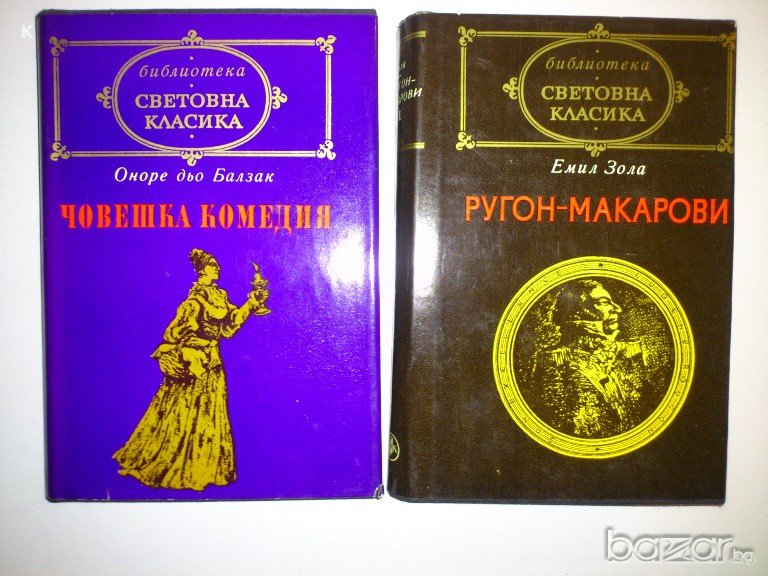 библиотека
СВЕТОВНА
КЛАСИКА
Оноре дьо Балзак
ЧОВЕШКА КОМЕДИЯ
библиотека
СВЕТОВНА
КЛАСИКА
Емил Зола
РУГОН-МАКАРОВИ
bazar.bg